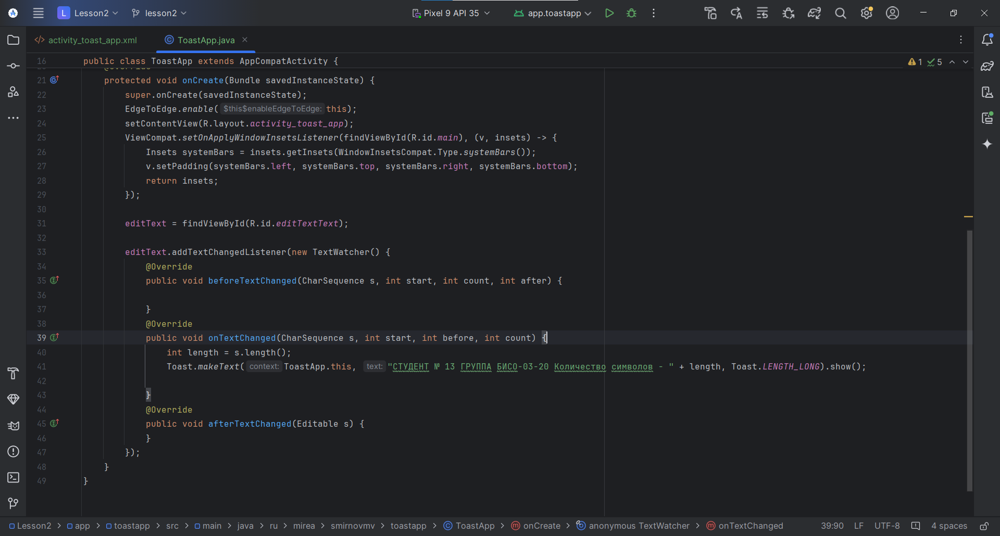 L Lesson2 lesson2 Pixel 9 API 35 app.toastapp
activity_toast_app.xml ToastApp.java
16 public class ToastApp extends AppCompatActivity { 1 5
21 protected void onCreate(Bundle savedInstanceState) {
22 super.onCreate(savedInstanceState);
23 EdgeToEdge.enable( $this$enableEdgeToEdge: this);
24 setContentView(R.layout.activity_toast_app);
25 ViewCompat.setOnApplyWindowInsetsListener(findViewById(R.id.main), (v, insets) -> {
26 Insets systemBars = insets.getInsets(WindowInsetsCompat.Type.systemBars());
27 v.setPadding(systemBars.left, systemBars.top, systemBars.right, systemBars.bottom);
28 return insets;
29 });
30
31 editText = findViewById(R.id.editTextText);
32
33 editText.addTextChangedListener(new TextWatcher() {
34 @Override
35 public void beforeTextChanged(CharSequence s, int start, int count, int after) {
36
37 }
38 @Override
39 public void onTextChanged(CharSequence s, int start, int before, int count) {
40 int length = s.length();
41 Toast.makeText( context: ToastApp.this, text: "СТУДЕНТ № 13 ГРУППА БИСО-03-20 Количество символов - " + length, Toast.LENGTH_LONG).show();
42
43 }
44 @Override
45 public void afterTextChanged(Editable s) {
46 }
47 });
48 }
49 }
Lesson2 > app > toastapp > src > main > java > ru > mirea > smirnovmv > toastapp > ToastApp > onCreate > anonymous TextWatcher > onTextChanged 39:90 LF UTF-8 4 spaces